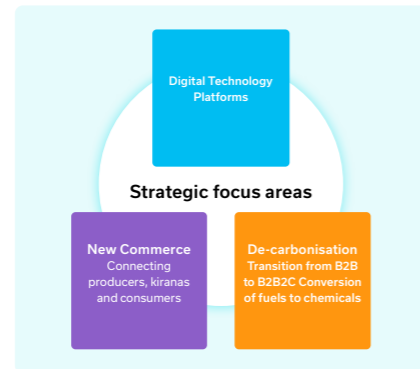 Digital Technology
Platforms
Strategic focus areas
New Commerce
Connecting
producers, kiranas
and consumers
De-carbonisation
Transition from B2B
to B2B2C Conversion
of fuels to chemicals